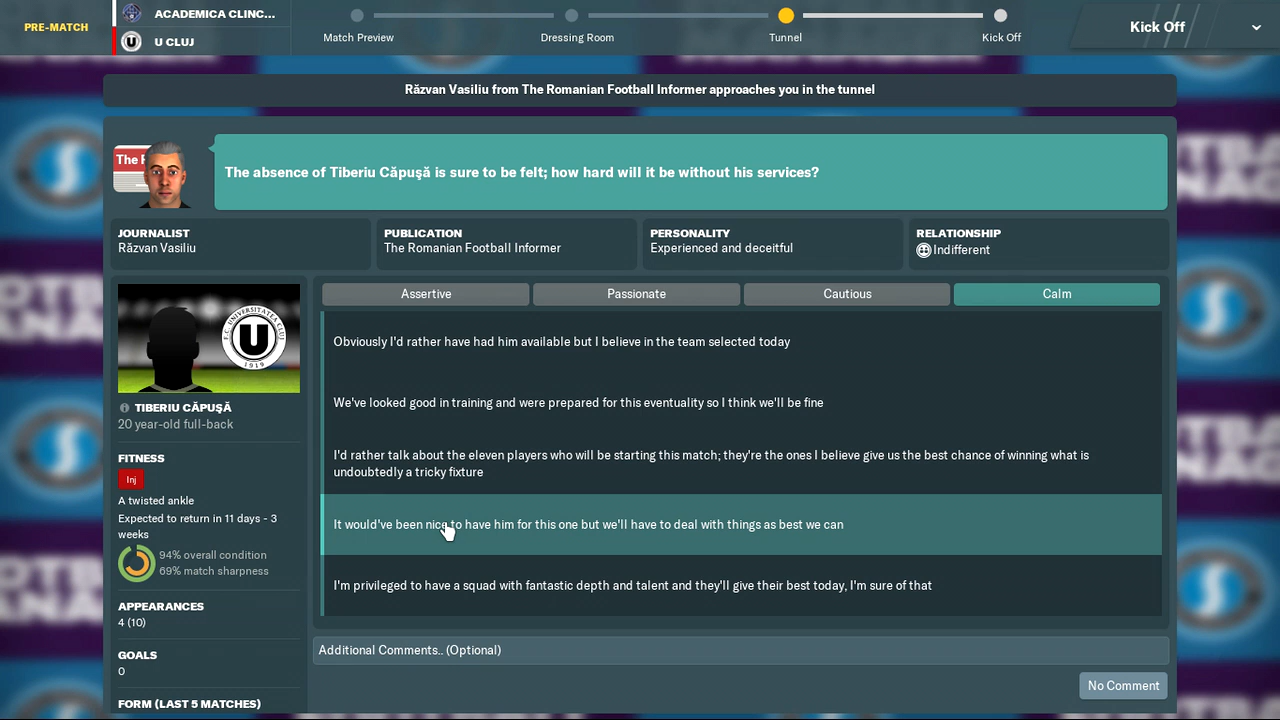 PRE-MATCH
ACADEMICA CLINC...
U CLUJ
Match Preview
Dressing Room
Tunnel
Kick Off
Kick Off
Răzvan Vasiliu from The Romanian Football Informer approaches you in the tunnel
The absence of Tiberiu Căpuşă is sure to be felt; how hard will it be without his services?
JOURNALIST
Răzvan Vasiliu
PUBLICATION
The Romanian Football Informer
PERSONALITY
Experienced and deceitful
RELATIONSHIP
Indifferent
Assertive
Passionate
Cautious
Calm
Obviously I'd rather have had him available but I believe in the team selected today
We've looked good in training and were prepared for this eventuality so I think we'll be fine
I'd rather talk about the eleven players who will be starting this match; they're the ones I believe give us the best chance of winning what is
undoubtedly a tricky fixture
It would've been nice to have him for this one but we'll have to deal with things as best we can
I'm privileged to have a squad with fantastic depth and talent and they'll give their best today, I'm sure of that
Additional Comments.. (Optional)
No Comment
F.C. UNIVERSITATEA CLUJ
U
1919
TIBERIU CĂPUŞĂ
20 year-old full-back
FITNESS
Inj
A twisted ankle
Expected to return in 11 days - 3
weeks
94% overall condition
69% match sharpness
APPEARANCES
4 (10)
GOALS
0
FORM (LAST 5 MATCHES)